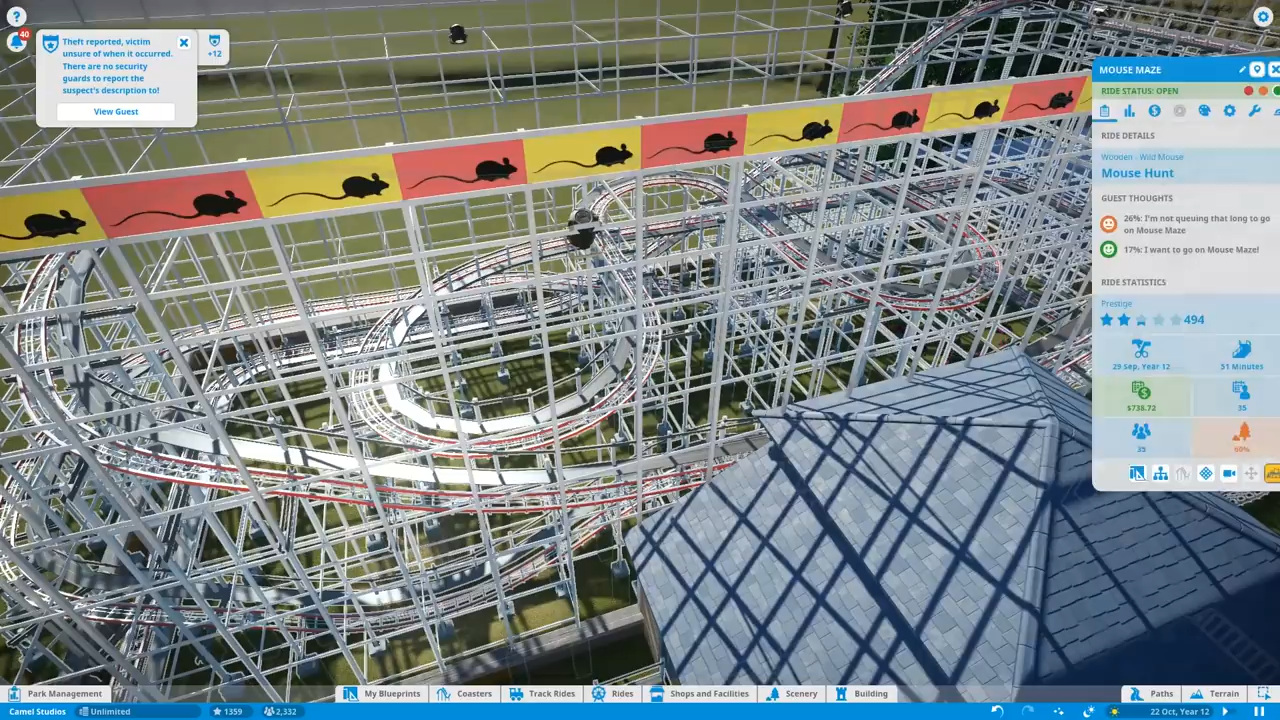 ?
40
Theft reported, victim
unsure of when it occurred.
There are no security
guards to report the
suspect's description to!
View Guest
+12
MOUSE MAZE
RIDE STATUS: OPEN
RIDE DETAILS
Wooden - Wild Mouse
Mouse Hunt
GUEST THOUGHTS
26%: I'm not queuing that long to go
on Mouse Maze
17%: I want to go on Mouse Maze!
RIDE STATISTICS
Prestige
494
29 Sep, Year 12
51 Minutes
$738.72
35
35
Park Management
My Blueprints
Coasters
Track Rides
Rides
Shops and Facilities
Scenery
Building
Paths
Terrain
Camel Studios
Unlimited
1359
2,332
22 Oct, Year 12